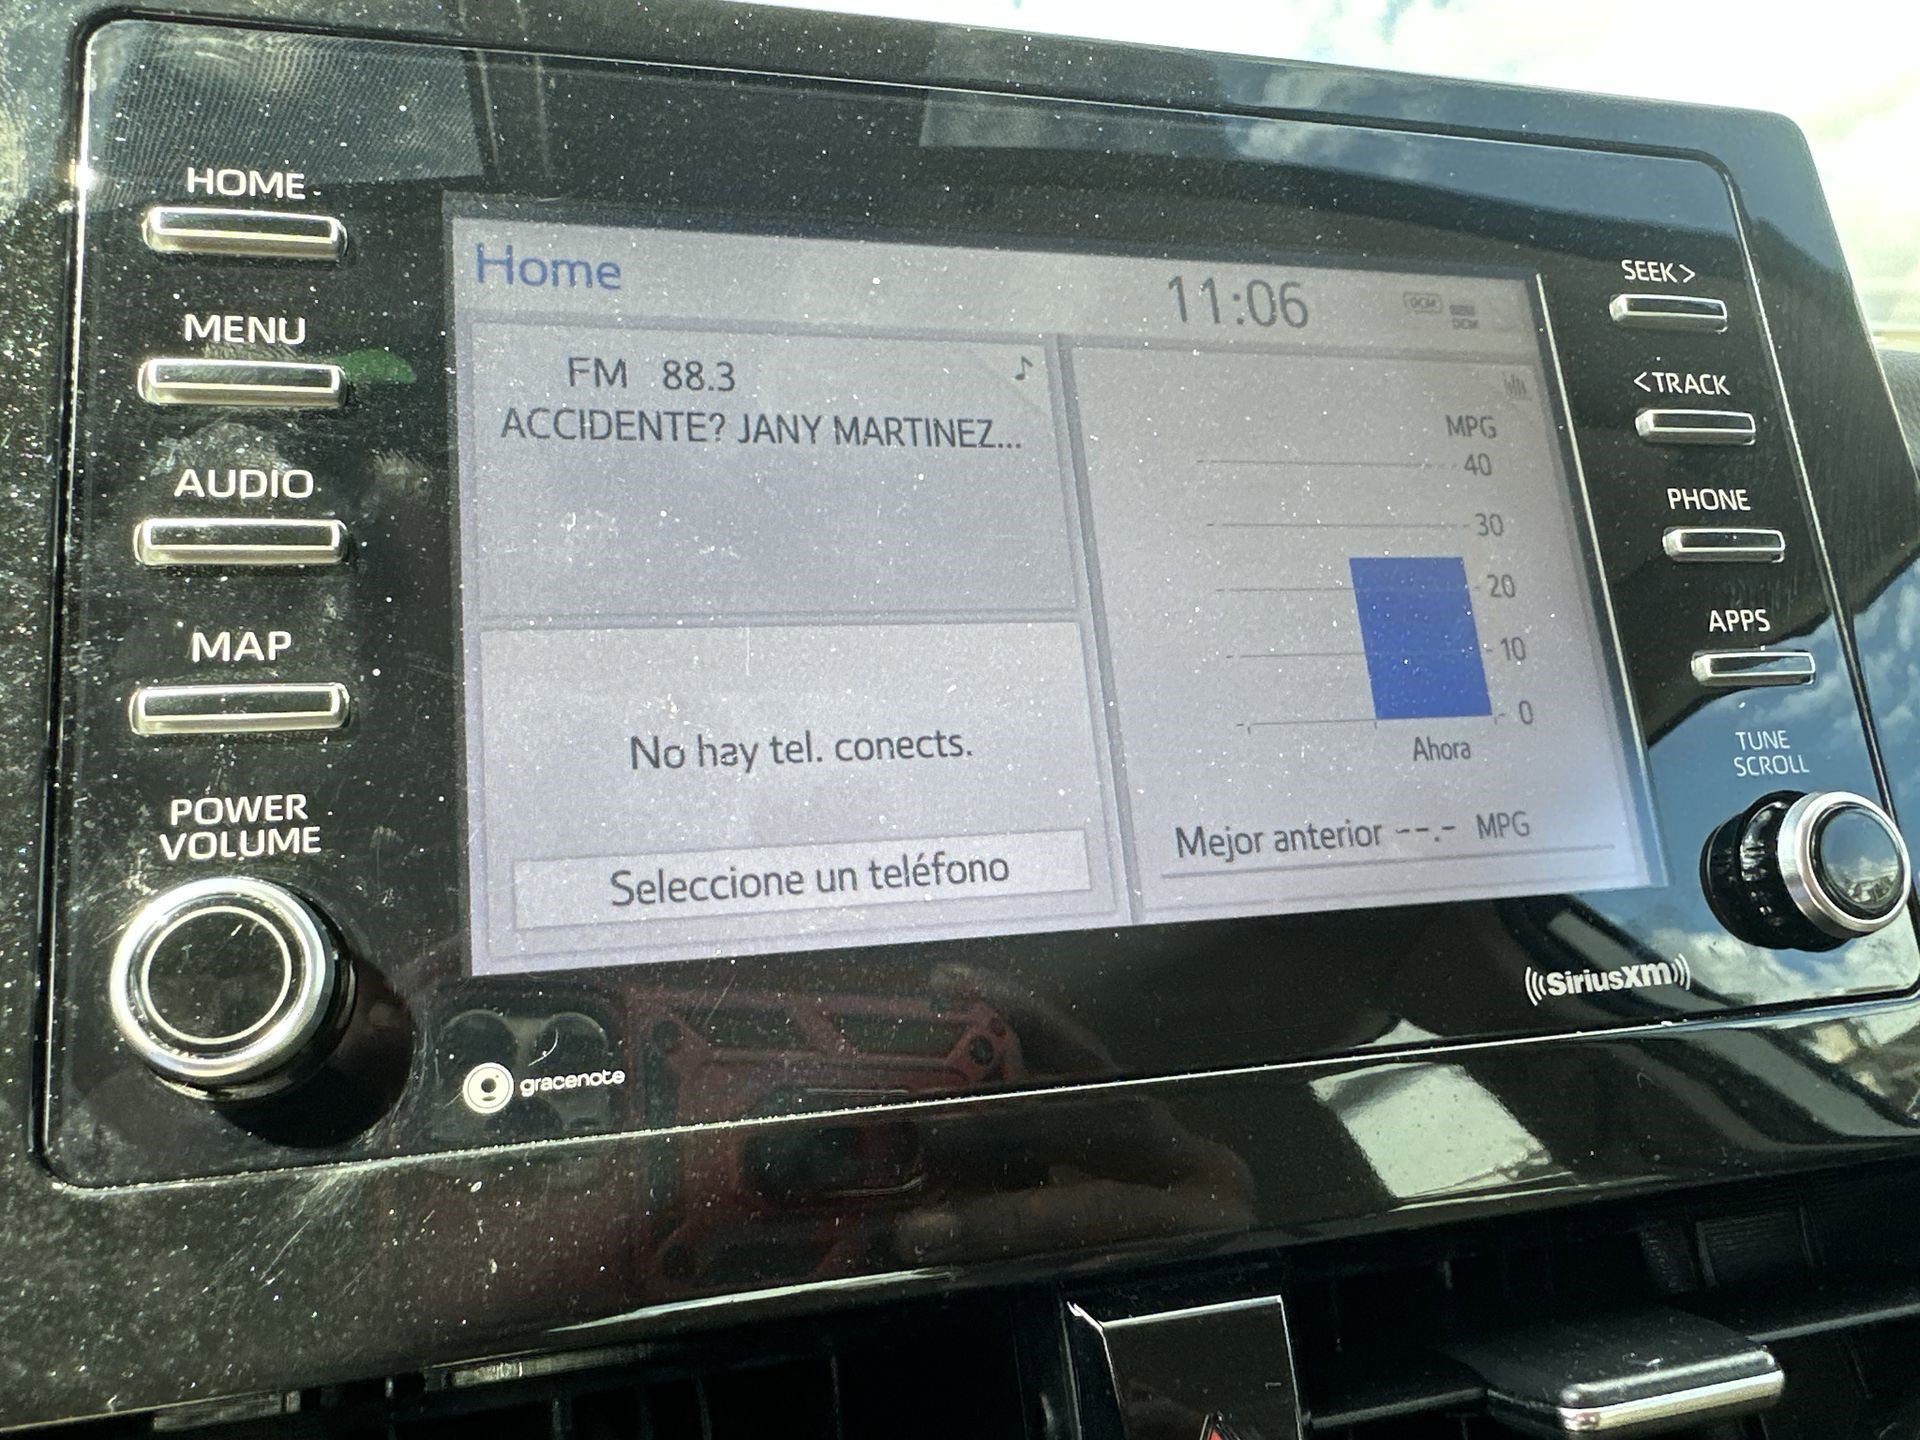 HOME
MENU
AUDIO
MAP
POWER
VOLUME
Home
11:06
DCM
DCM
FM 88.3
ACCIDENTE? JANY MARTINEZ...
No hay tel. conects.
Seleccione un teléfono
MPG
40
30
20
10
0
Ahora
Mejor anterior --.- MPG
SEEK >
< TRACK
PHONE
APPS
TUNE
SCROLL
((SiriusXM))
gracenote